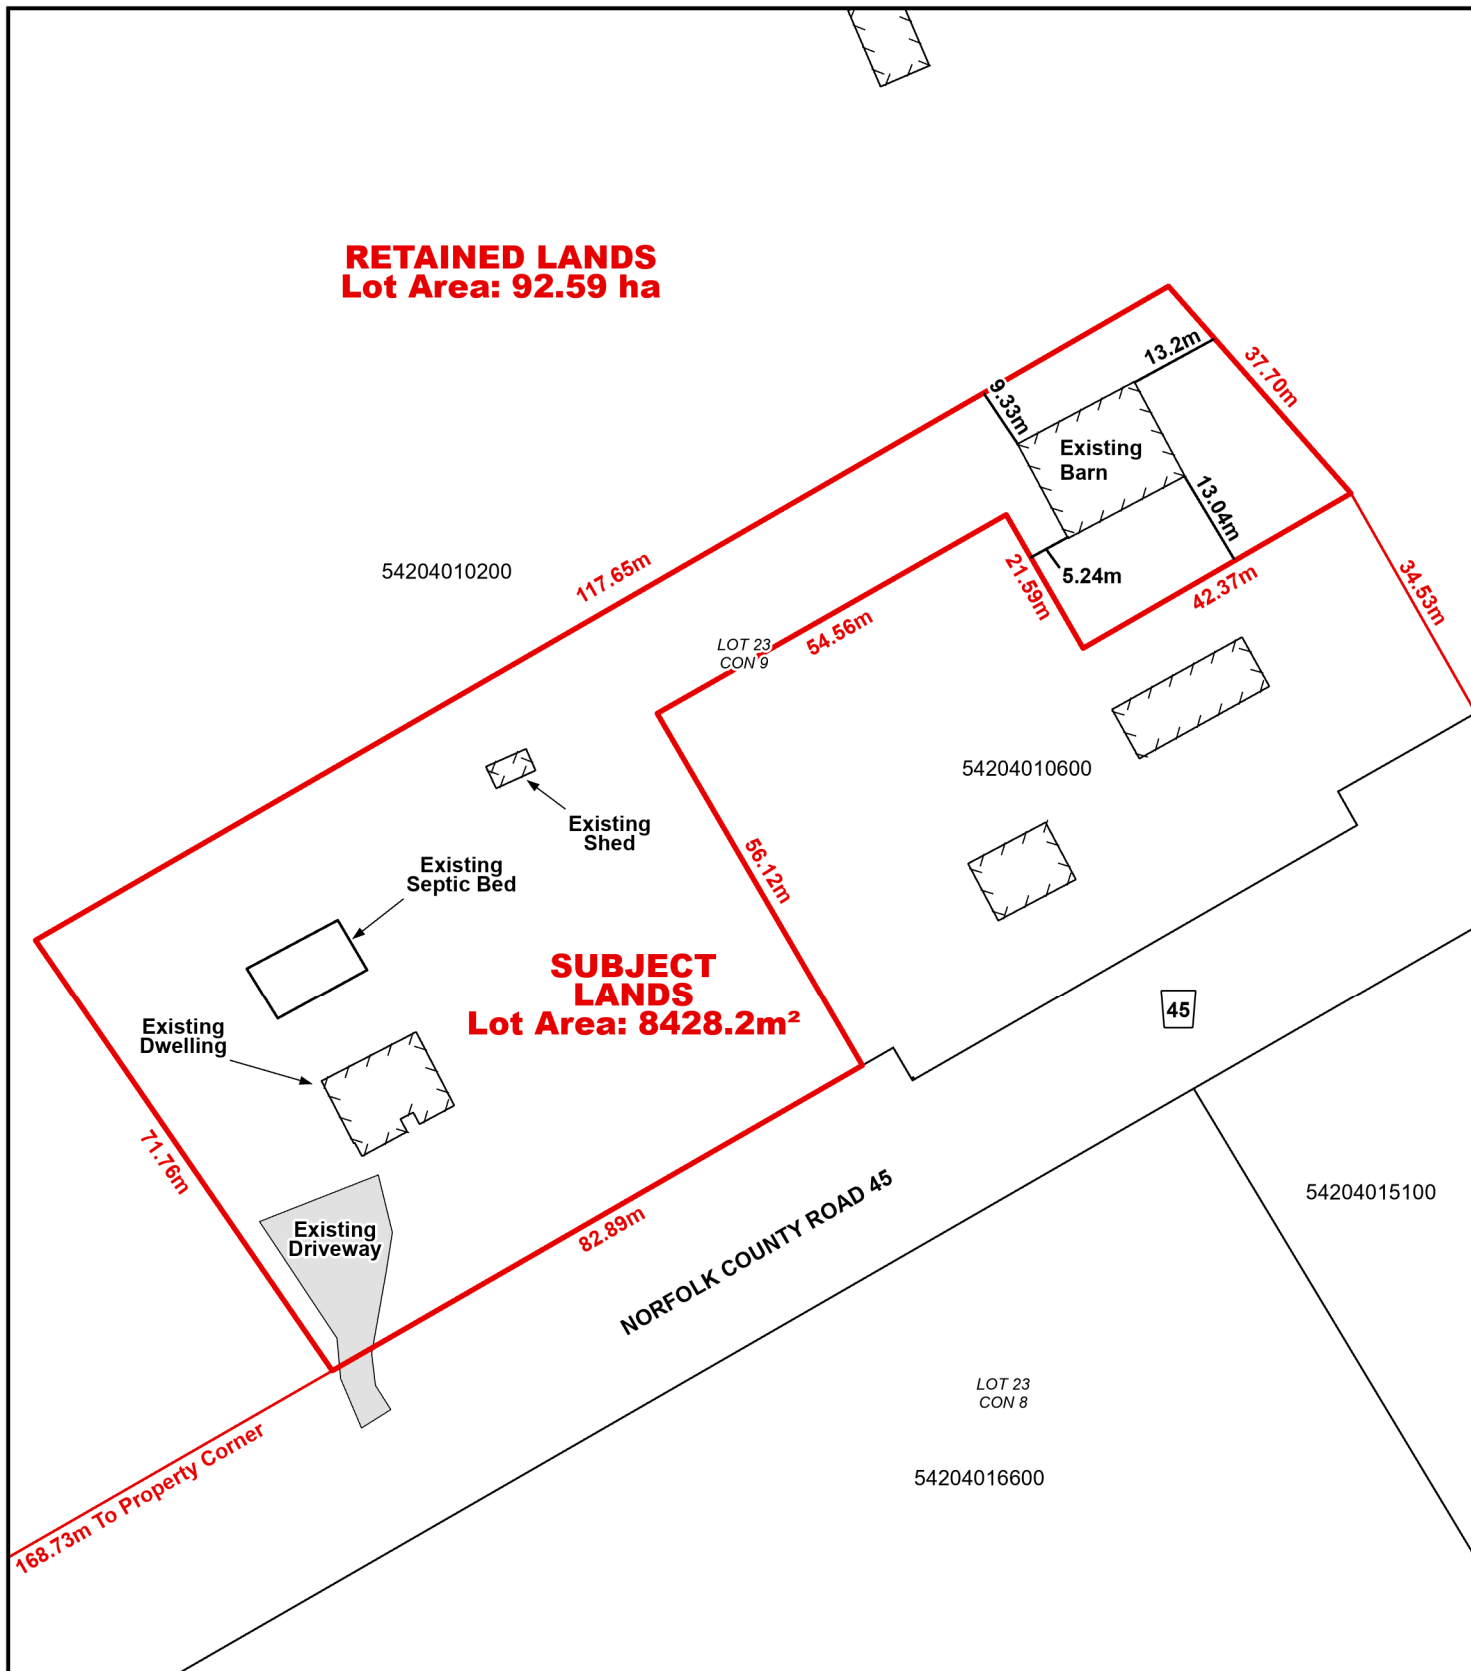 RETAINED LANDS
Lot Area: 92.59 ha
13.2m
37.70m
9.33m
Existing
Barn
13.04m
54204010200
117.65m
5.24m
21.59m
42.37m
34.53m
54.56m
LOT 23
CON 9
54204010600
Existing
Shed
56.12m
Existing
Septic Bed
SUBJECT
LANDS
Lot Area: 8428.2m²
45
Existing
Dwelling
71.76m
54204015100
Existing
Driveway
82.89m
NORFOLK COUNTY ROAD 45
LOT 23
CON 8
168.73m To Property Corner
54204016600